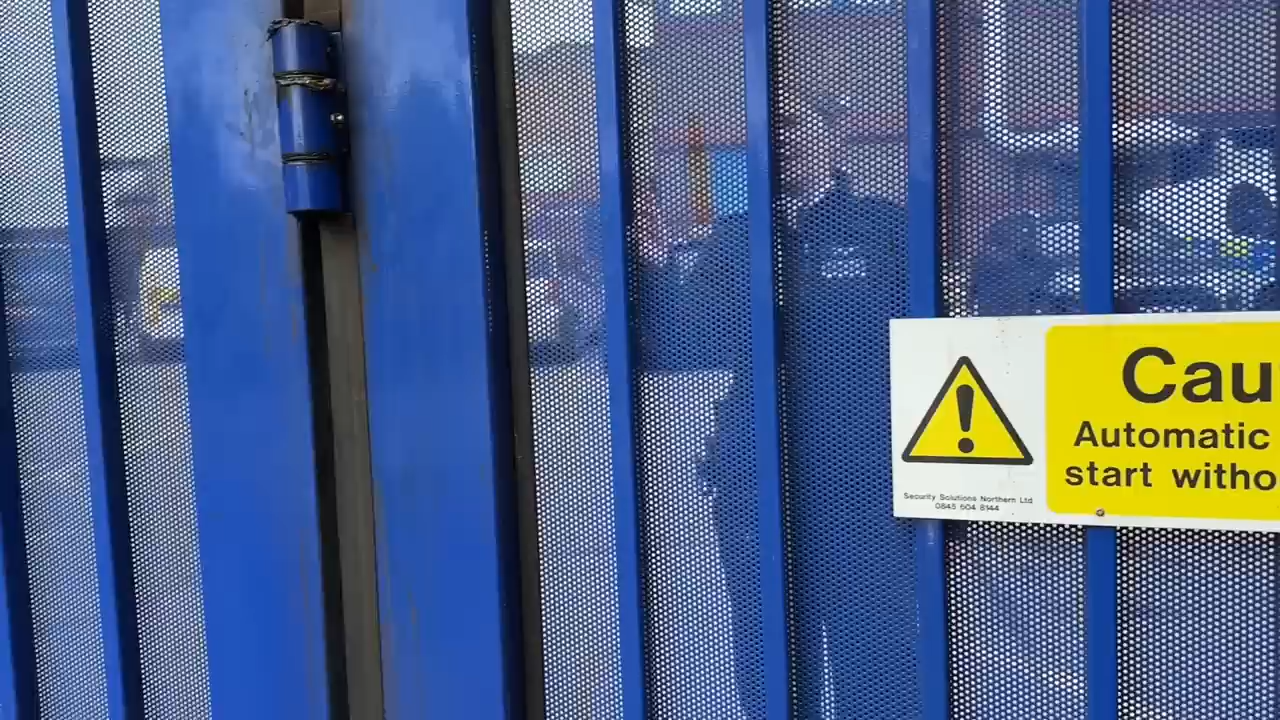 Cau
Automatic
start witho
Security Solutions Northern Ltd
0845 604 8144